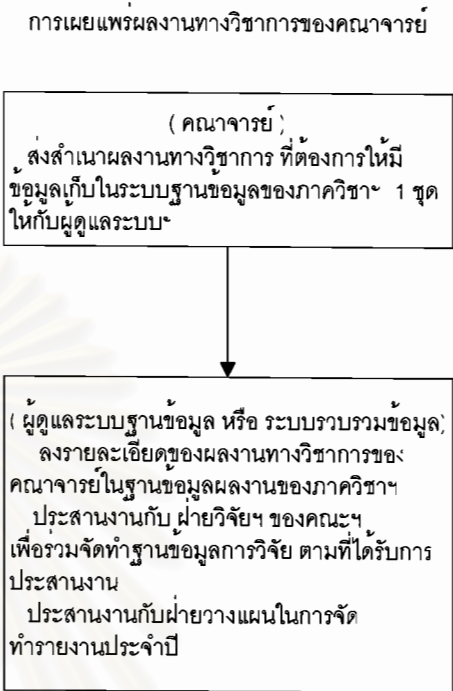 การเผยแพร่ผลงานทางวิชาการของคณาจารย์
( คณาจารย์ )
ส่งสำเนาผลงานทางวิชาการ ที่ต้องการให้มี
ข้อมูลเก็บในระบบฐานข้อมูลของภาควิชาฯ 1 ชุด
ให้กับผู้ดูแลระบบฯ
( ผู้ดูแลระบบฐานข้อมูล หรือ ระบบรวบรวมข้อมูล)
ลงรายละเอียดของผลงานทางวิชาการของ
คณาจารย์ในฐานข้อมูลผลงานของภาควิชาฯ
ประสานงานกับ ฝ่ายวิจัยฯ ของคณะฯ
เพื่อร่วมจัดทำฐานข้อมูลการวิจัย ตามที่ได้รับการ
ประสานงาน
ประสานงานกับฝ่ายวางแผนในการจัด
ทำรายงานประจำปี